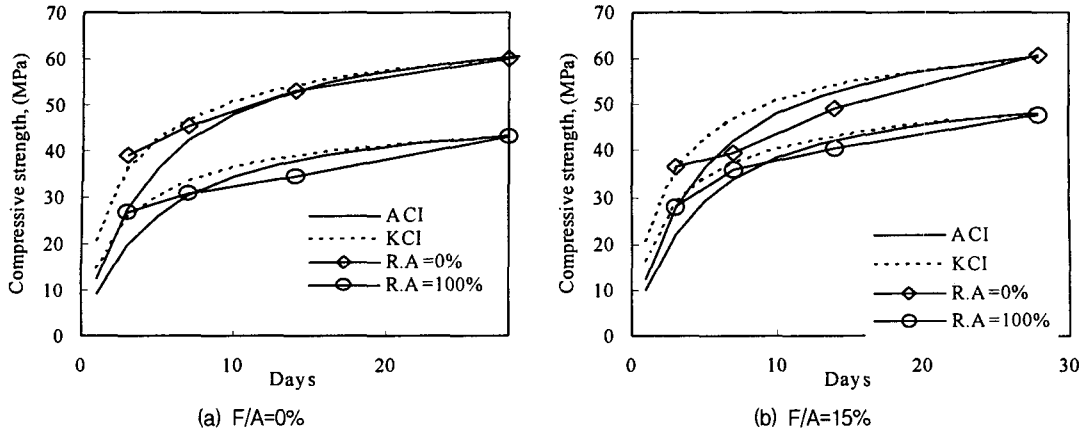 70
60
50
40
30
20
10
0
Compressive strength, (MPa)
ACI
KCI
R.A=0%
R.A=100%
0
10
20
Days
(a) F/A=0%
70
60
50
40
30
20
10
0
Compressive strength, (MPa)
ACI
KCI
R.A=0%
R.A=100%
0
10
20
30
Days
(b) F/A=15%